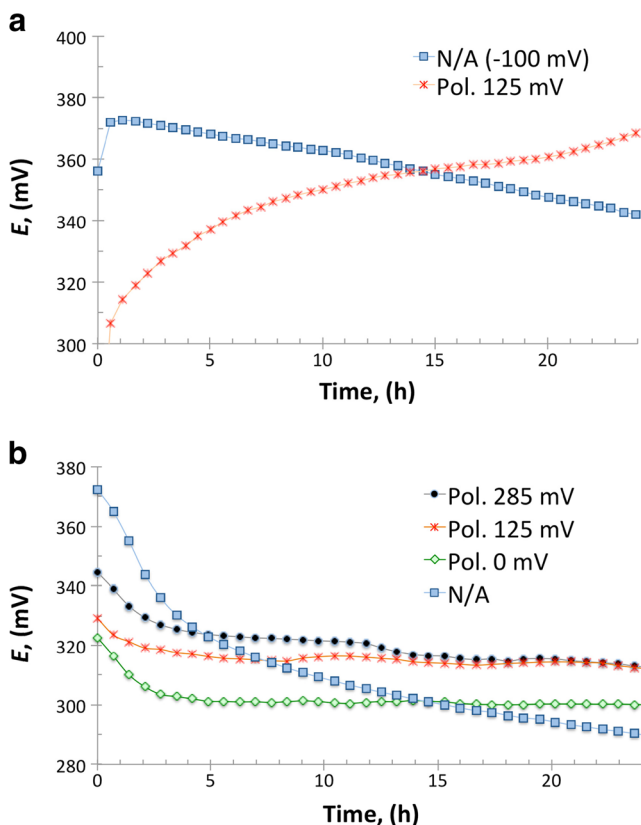 a
400
380
360
340
320
300
E, (mV)
N/A (-100 mV)
Pol. 125 mV
0 5 10 15 20
Time, (h)
b
380
360
340
320
300
280
E, (mV)
Pol. 285 mV
Pol. 125 mV
Pol. 0 mV
N/A
0 5 10 15 20
Time, (h)